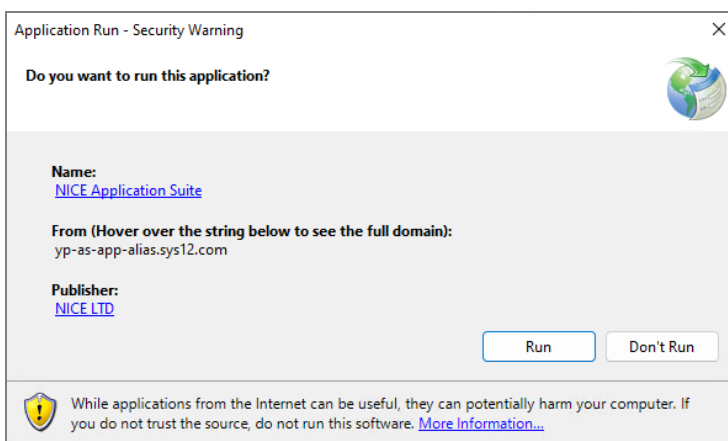 Application Run - Security Warning
Do you want to run this application?
Name:
NICE Application Suite
From (Hover over the string below to see the full domain):
yp-as-app-alias.sys12.com
Publisher:
NICE LTD
Run Don't Run
While applications from the Internet can be useful, they can potentially harm your computer. If
you do not trust the source, do not run this software. More Information...